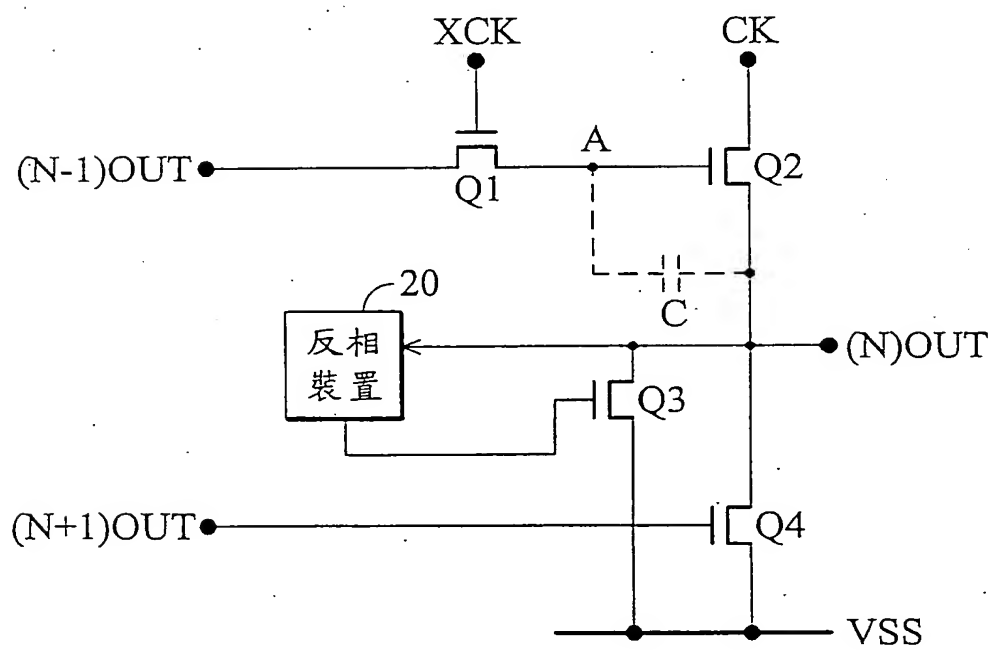 XCK
CK
(N-1)OUT
A
Q1
Q2
C
20
反相
裝置
(N)OUT
Q3
(N+1)OUT
Q4
VSS